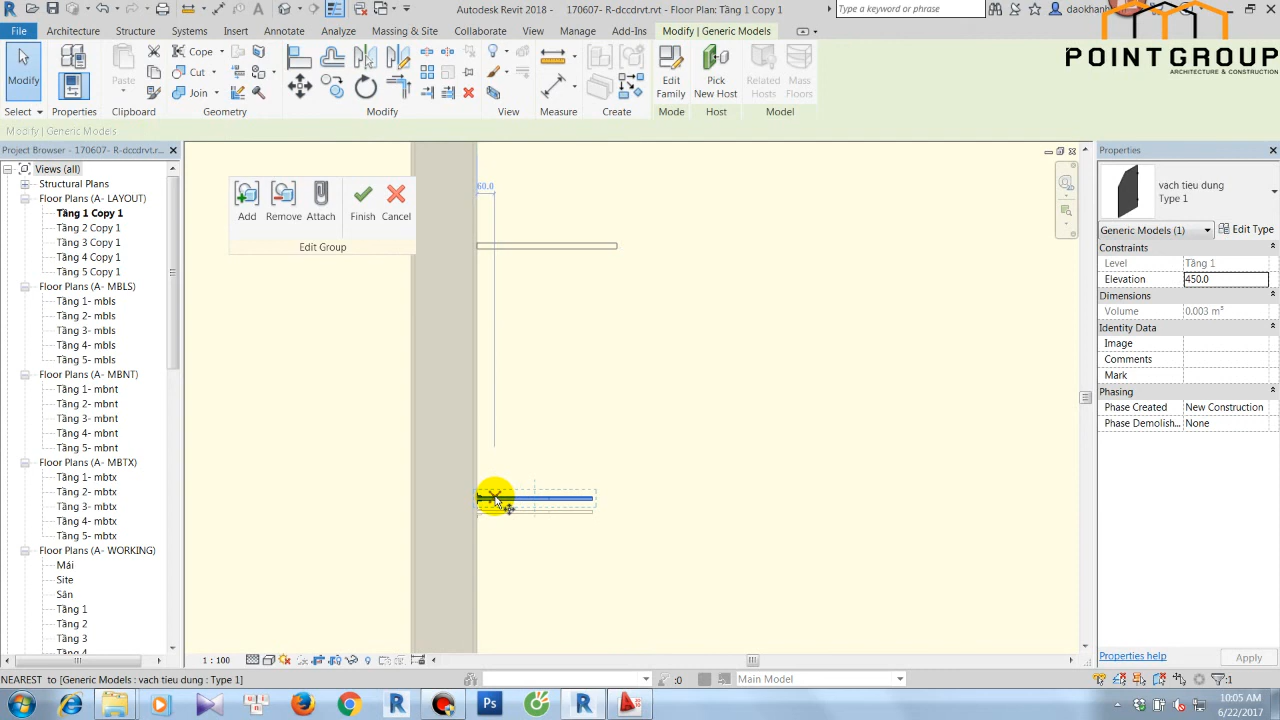 Autodesk Revit 2018 - 170607- R-dccdrvt.rvt - Floor Plan: Tầng 1 Copy 1
Type a keyword or phrase
daokhan
File
Architecture
Structure
Systems
Insert
Annotate
Analyze
Massing & Site
Collaborate
View
Manage
Add-Ins
Modify | Generic Models
POINTGROUP
ARCHITECTURE & CONSTRUCTION
Modify
Properties
Paste
Cope
Cut
Join
Edit
Family
Pick
New Host
Related
Hosts
Mass
Floors
Select
Properties
Clipboard
Geometry
Modify
View
Measure
Create
Mode
Host
Model
Modify | Generic Models
Project Browser - 170607- R-dccdrvt.r...
Views (all)
Structural Plans
Floor Plans (A- LAYOUT)
Tầng 1 Copy 1
Tầng 2 Copy 1
Tầng 3 Copy 1
Tầng 4 Copy 1
Tầng 5 Copy 1
Floor Plans (A- MBLS)
Tầng 1- mbls
Tầng 2- mbls
Tầng 3- mbls
Tầng 4- mbls
Tầng 5- mbls
Floor Plans (A- MBNT)
Tầng 1- mbnt
Tầng 2- mbnt
Tầng 3- mbnt
Tầng 4- mbnt
Tầng 5- mbnt
Floor Plans (A- MBTX)
Tầng 1- mbtx
Tầng 2- mbtx
Tầng 3- mbtx
Tầng 4- mbtx
Tầng 5- mbtx
Floor Plans (A- WORKING)
Mái
Site
Sân
Tầng 1
Tầng 2
Tầng 3
Tầng 4
Add
Remove
Attach
Finish
Cancel
Edit Group
60.0
Properties
vach tieu dung
Type 1
Generic Models (1)
Edit Type
Constraints
Level
Tầng 1
Elevation
450.0
Dimensions
Volume
0.003 m³
Identity Data
Image
Comments
Mark
Phasing
Phase Created
New Construction
Phase Demolish...
None
Properties help
Apply
1 : 100
NEAREST to [Generic Models : vach tieu dung : Type 1]
:0
Main Model
:1
10:05 AM
6/22/2017